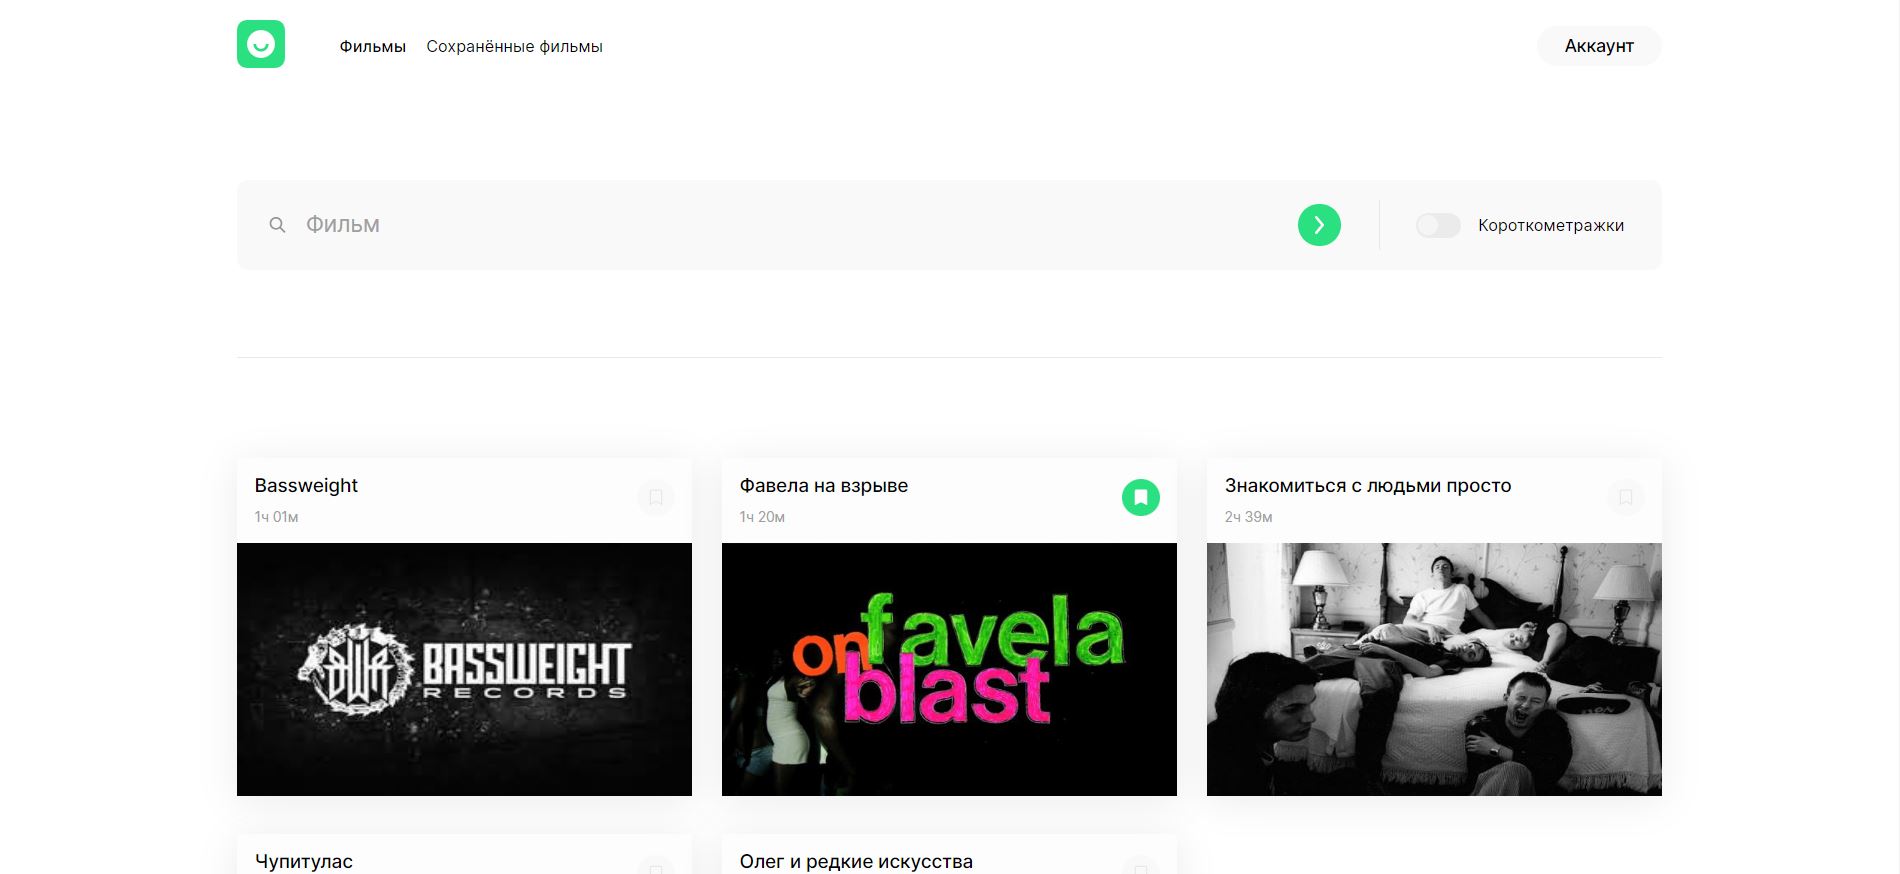 Фильмы Сохранённые фильмы Аккаунт
Фильм Короткометражки
Bassweight
1ч 01м
BWR BASSWEIGHT
RECORDS
Фавела на взрыве
1ч 20м
favela
on
blast
Знакомиться с людьми просто
2ч 39м
Чупитулас
Олег и редкие искусства